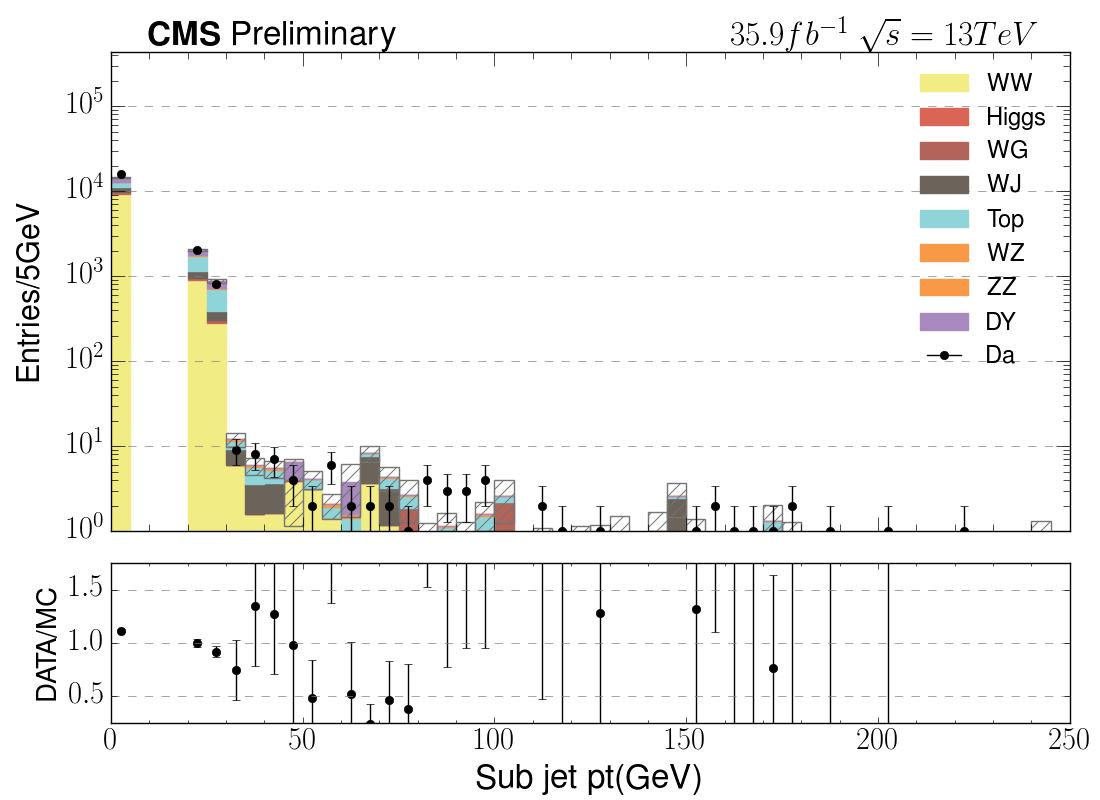 CMS Preliminary
35.9fb⁻¹ √s = 13TeV
Entries/5GeV
10⁵
10⁴
10³
10²
10¹
10⁰
WW
Higgs
WG
WJ
Top
WZ
ZZ
DY
Da
DATA/MC
1.5
1.0
0.5
0 50 100 150 200 250
Sub jet pt(GeV)